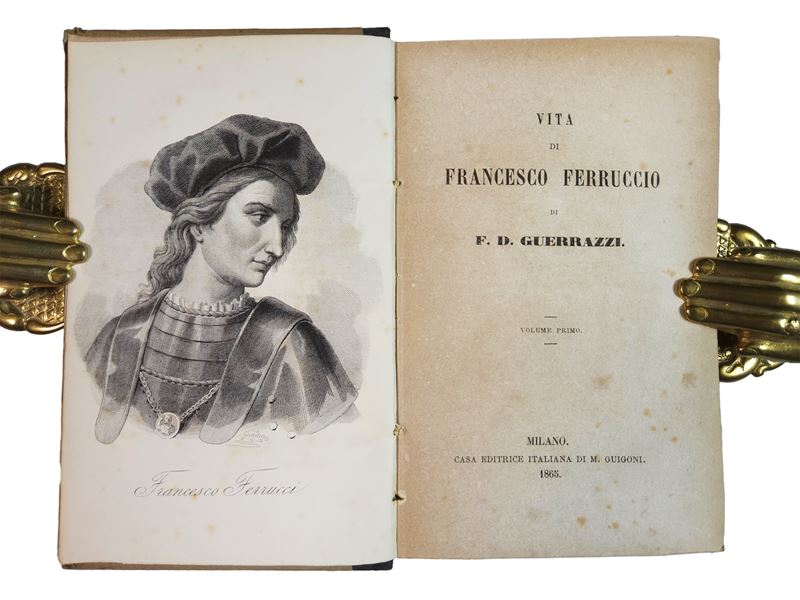 Francesco Ferrucci
VITA
DI
FRANCESCO FERRUCCIO
DI
F. D. GUERRAZZI.
VOLUME PRIMO.
MILANO.
CASA EDITRICE ITALIANA DI M. GUIGONI.
1865.